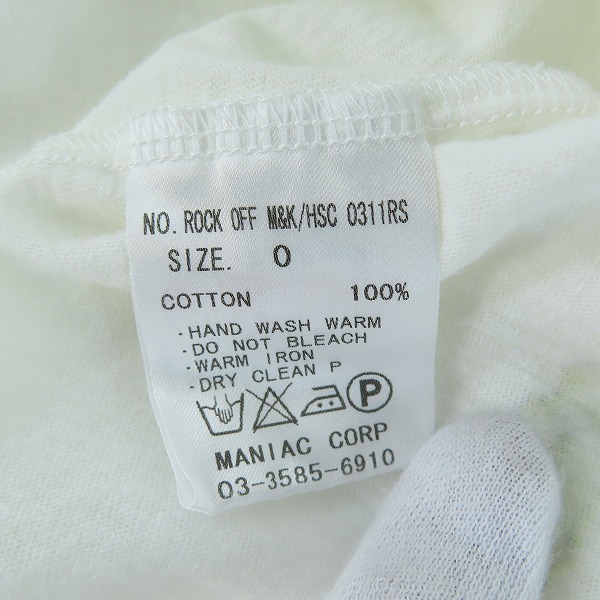 NO. ROCK OFF M&K/HSC 0311RS
SIZE. 0
COTTON 100%
・HAND WASH WARM
・DO NOT BLEACH
・WARM IRON
・DRY CLEAN P
P
MANIAC CORP
03-3585-6910